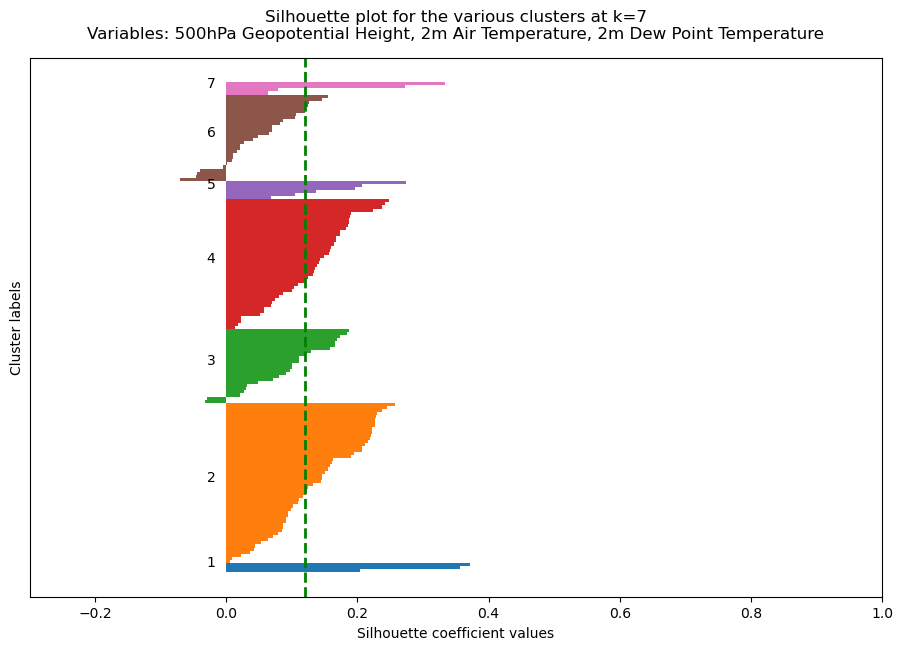 Silhouette plot for the various clusters at k=7
Variables: 500hPa Geopotential Height, 2m Air Temperature, 2m Dew Point Temperature
7
6
5
4
3
2
1
Cluster labels
−0.2 0.0 0.2 0.4 0.6 0.8 1.0
Silhouette coefficient values